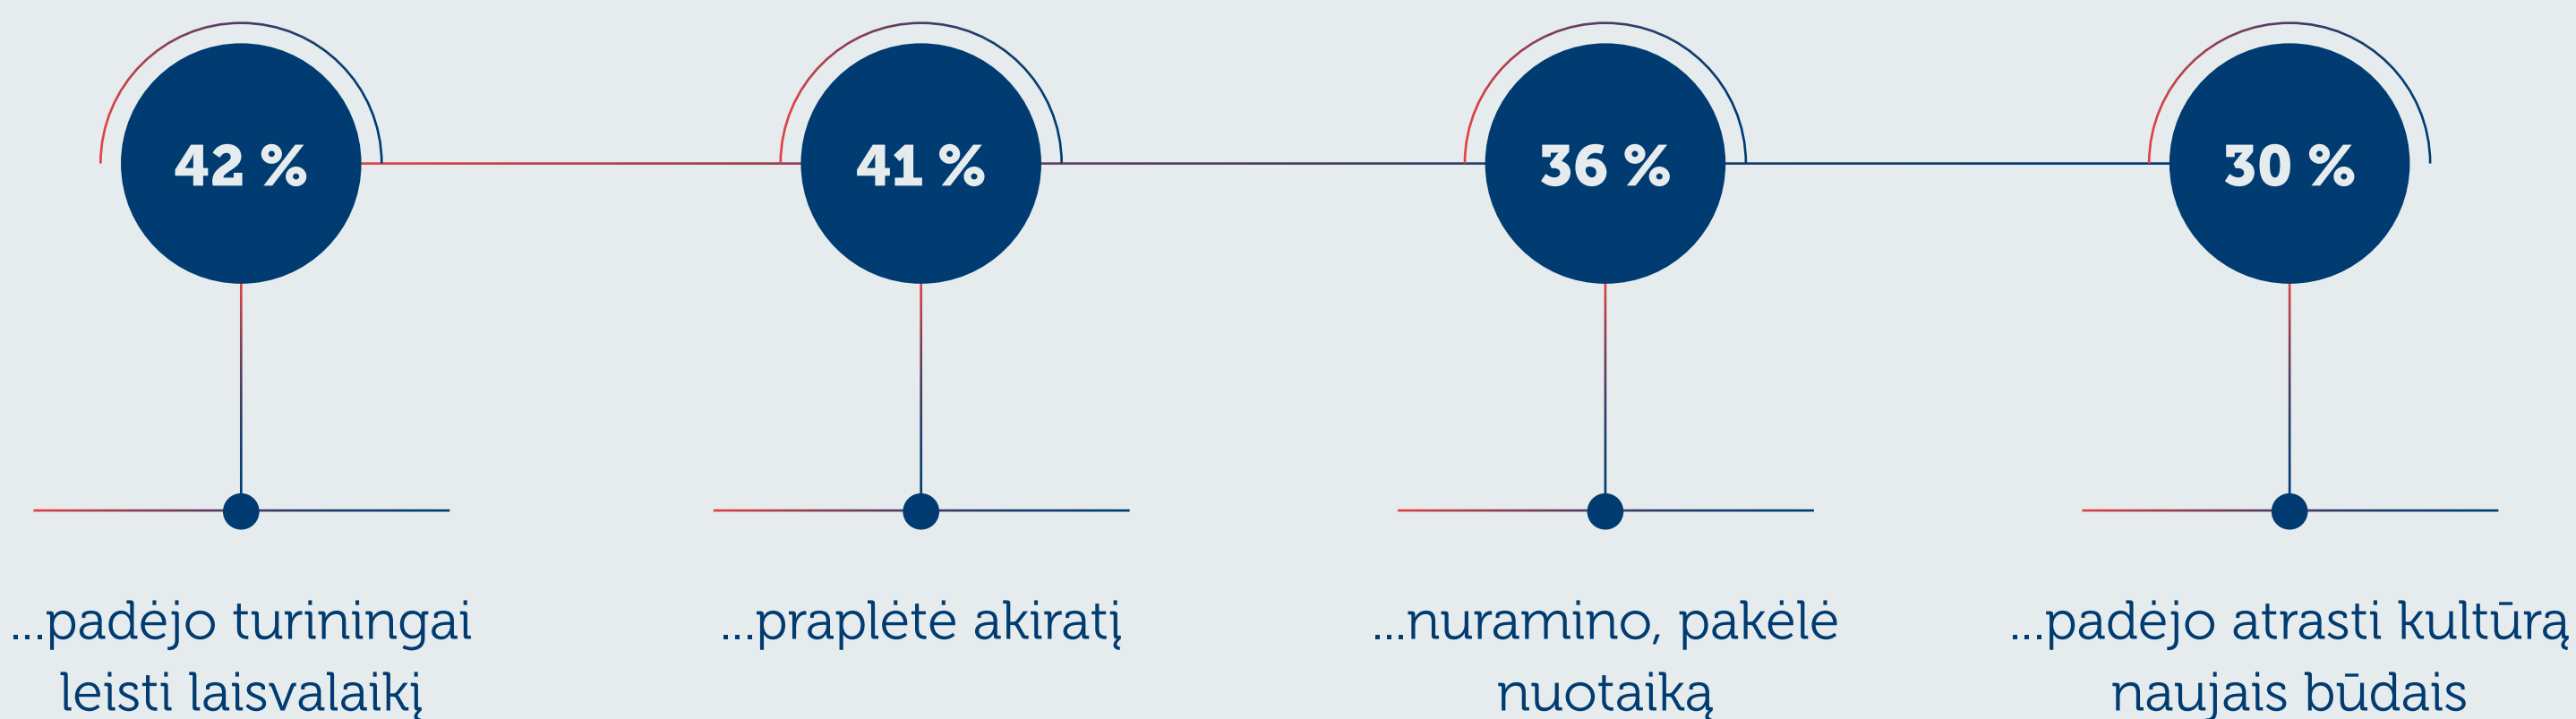 42 %
41 %
36 %
30 %
...padėjo turiningai
leisti laisvalaikį
...praplėtė akiratį
...nuramino, pakėlė
nuotaiką
...padėjo atrasti kultūrą
naujais būdais